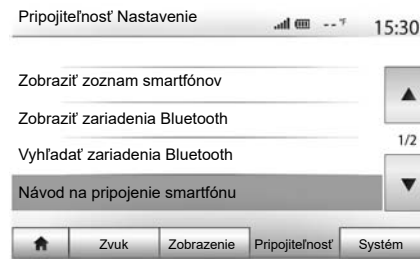 Pripojiteľnosť Nastavenie
--°F 15:30
Zobraziť zoznam smartfónov
Zobraziť zariadenia Bluetooth
1/2
Vyhľadať zariadenia Bluetooth
Návod na pripojenie smartfónu
Zvuk Zobrazenie Pripojiteľnosť Systém